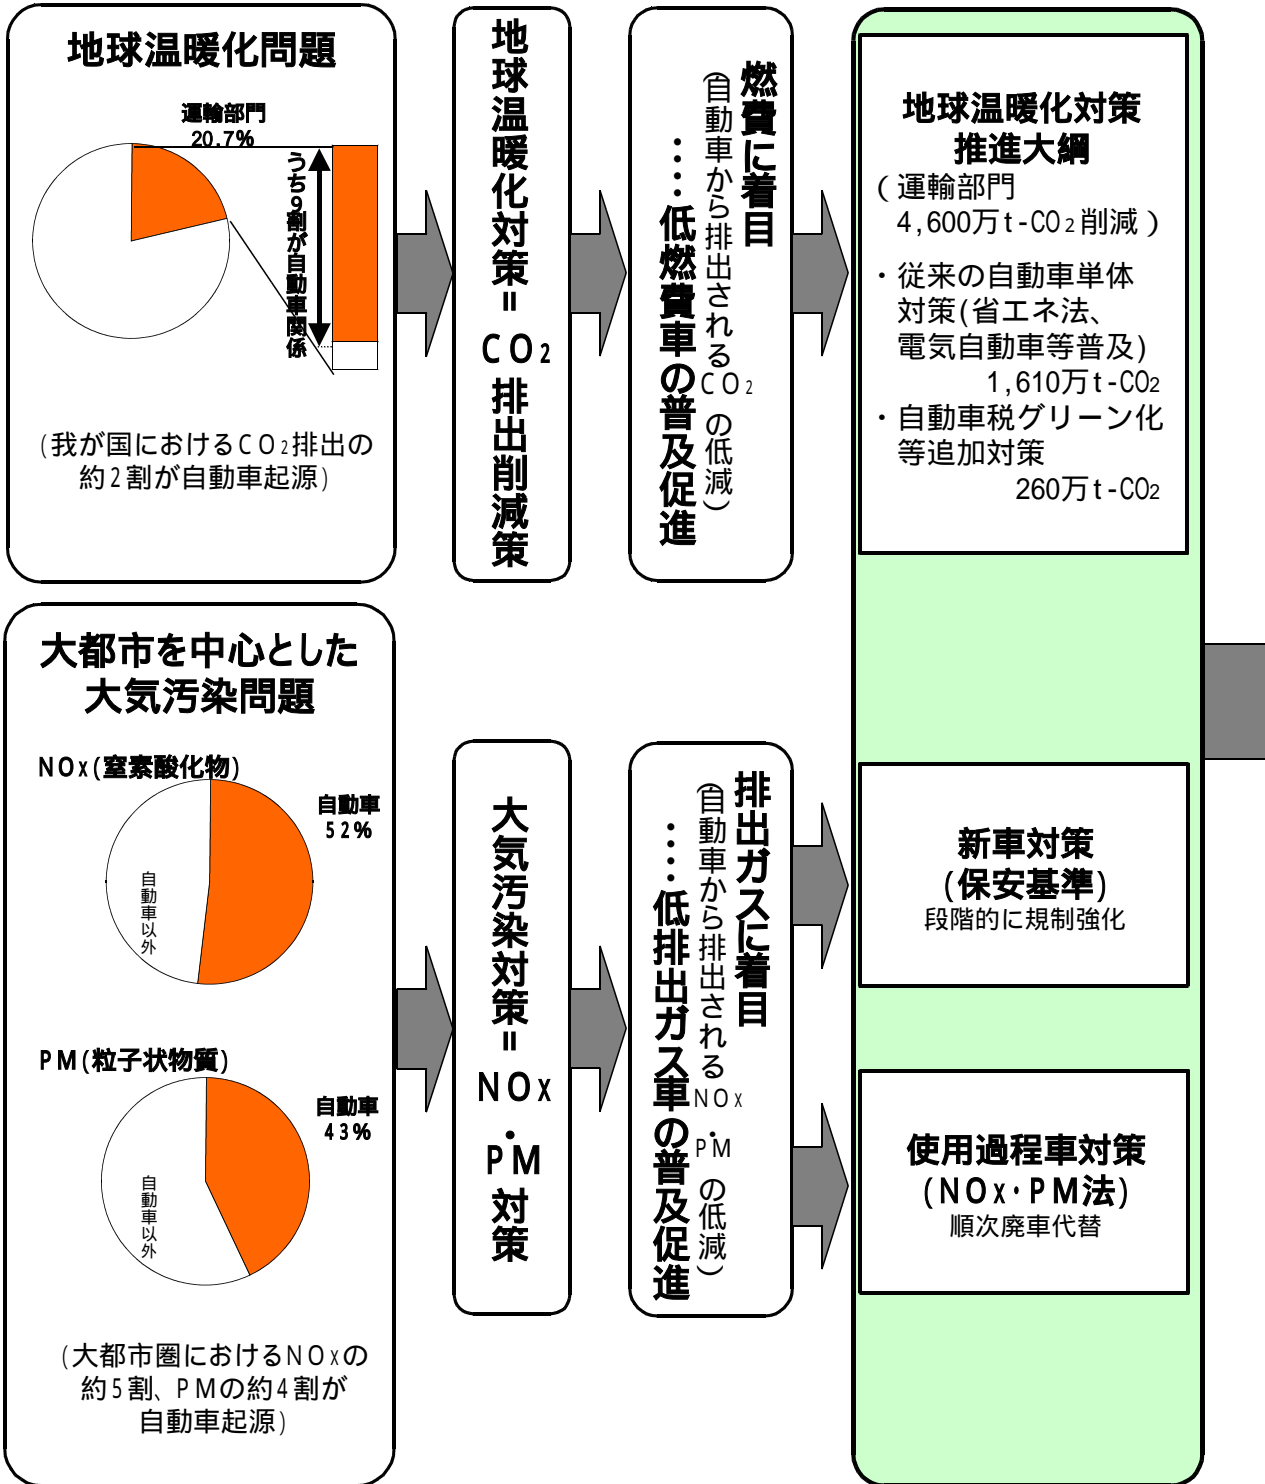 地球温暖化問題
運輸部門
20.7%
うち9割が自動車関係
(我が国におけるCO2排出の
約2割が自動車起源)
地球温暖化対策=CO2排出削減策
燃費に着目
(自動車から排出されるCO2の低減)
‥‥低燃費車の普及促進
地球温暖化対策
推進大綱
(運輸部門
4,600万t-CO2削減)
・従来の自動車単体
対策(省エネ法、
電気自動車等普及)
1,610万t-CO2
・自動車税グリーン化
等追加対策
260万t-CO2
大都市を中心とした
大気汚染問題
NOx(窒素酸化物)
自動車
52%
自動車以外
PM(粒子状物質)
自動車
43%
自動車以外
(大都市圏におけるNOxの
約5割、PMの約4割が
自動車起源)
大気汚染対策=NOx・PM対策
排出ガスに着目
(自動車から排出されるNOx・PMの低減)
‥‥低排出ガス車の普及促進
新車対策
(保安基準)
段階的に規制強化
使用過程車対策
(NOx・PM法)
順次廃車代替